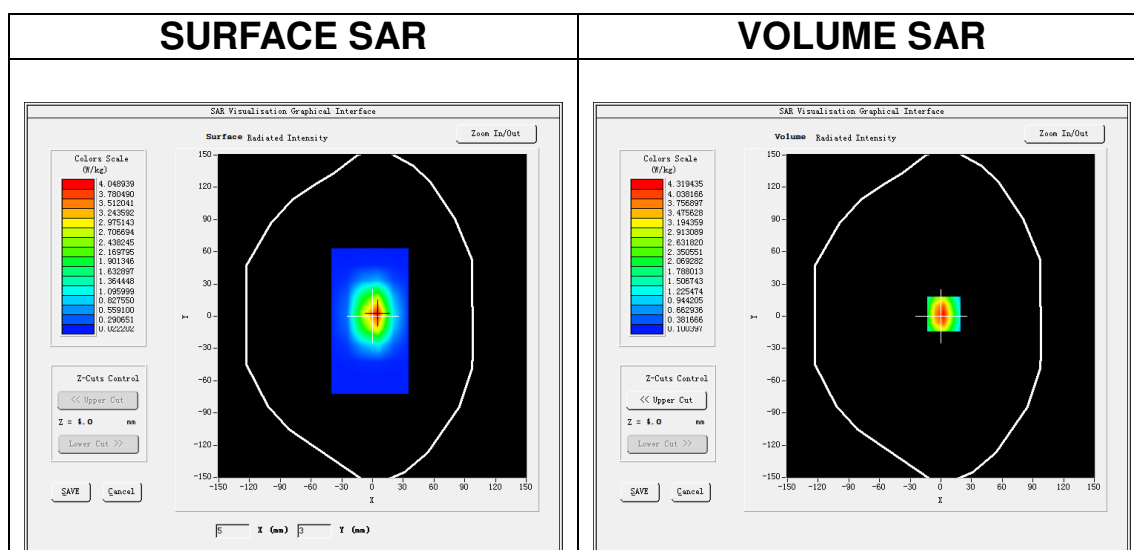 SURFACE SAR
VOLUME SAR
SAR Visualisation Graphical Interface
Surface Radiated Intensity
Zoom In/Out
Colors Scale
(W/kg)
4.048939
3.780490
3.512041
3.243592
2.975143
2.706694
2.438245
2.169795
1.901346
1.632897
1.364448
1.095999
0.827550
0.559100
0.290651
0.022202
150
120
90
60
30
0
-30
-60
-90
-120
-150
Y
-150 -120 -90 -60 -30 0 30 60 90 120 150
X
Z-Cuts Control
<< Upper Cut
Z = 4.0 mm
Lower Cut >>
SAVE Cancel
5 X (mm) 3 Y (mm)
SAR Visualisation Graphical Interface
Volume Radiated Intensity
Zoom In/Out
Colors Scale
(W/kg)
4.319435
4.038166
3.756897
3.475628
3.194359
2.913089
2.631820
2.350551
2.069282
1.788013
1.506743
1.225474
0.944205
0.662936
0.381666
0.100397
150
120
90
60
30
0
-30
-60
-90
-120
-150
Y
-150 -120 -90 -60 -30 0 30 60 90 120 150
X
Z-Cuts Control
<< Upper Cut
Z = 4.0 mm
Lower Cut >>
SAVE Cancel